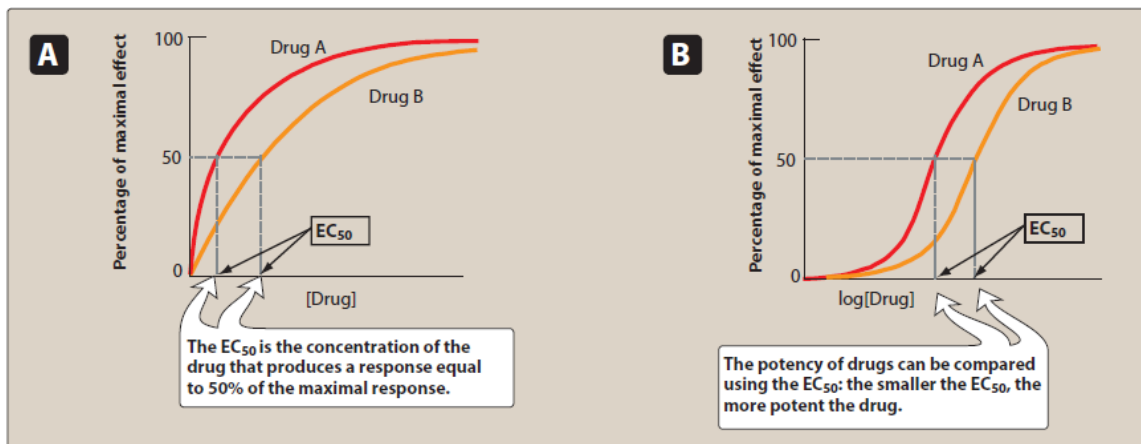 A
Percentage of maximal effect
100
50
0
Drug A
Drug B
EC50
[Drug]
The EC50 is the concentration of the
drug that produces a response equal
to 50% of the maximal response.
B
Percentage of maximal effect
100
50
0
Drug A
Drug B
EC50
log[Drug]
The potency of drugs can be compared
using the EC50: the smaller the EC50, the
more potent the drug.